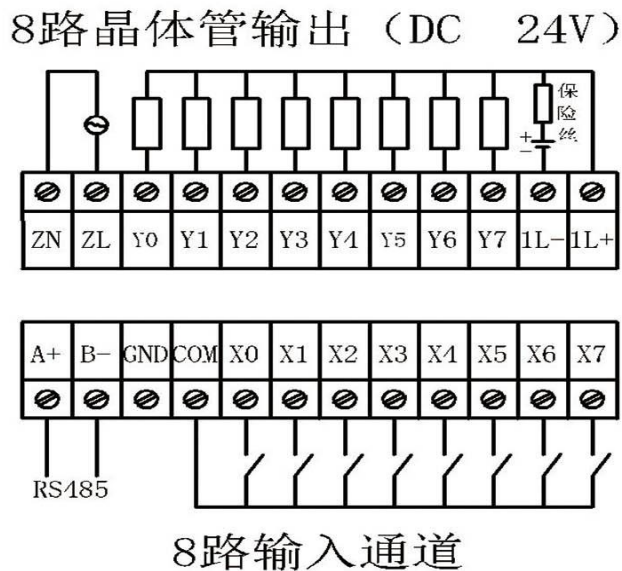 8路晶体管输出（DC 24V）
保险丝
+
−
ZN ZL Y0 Y1 Y2 Y3 Y4 Y5 Y6 Y7 1L- 1L+
A+ B- GND COM X0 X1 X2 X3 X4 X5 X6 X7
RS485
8路输入通道